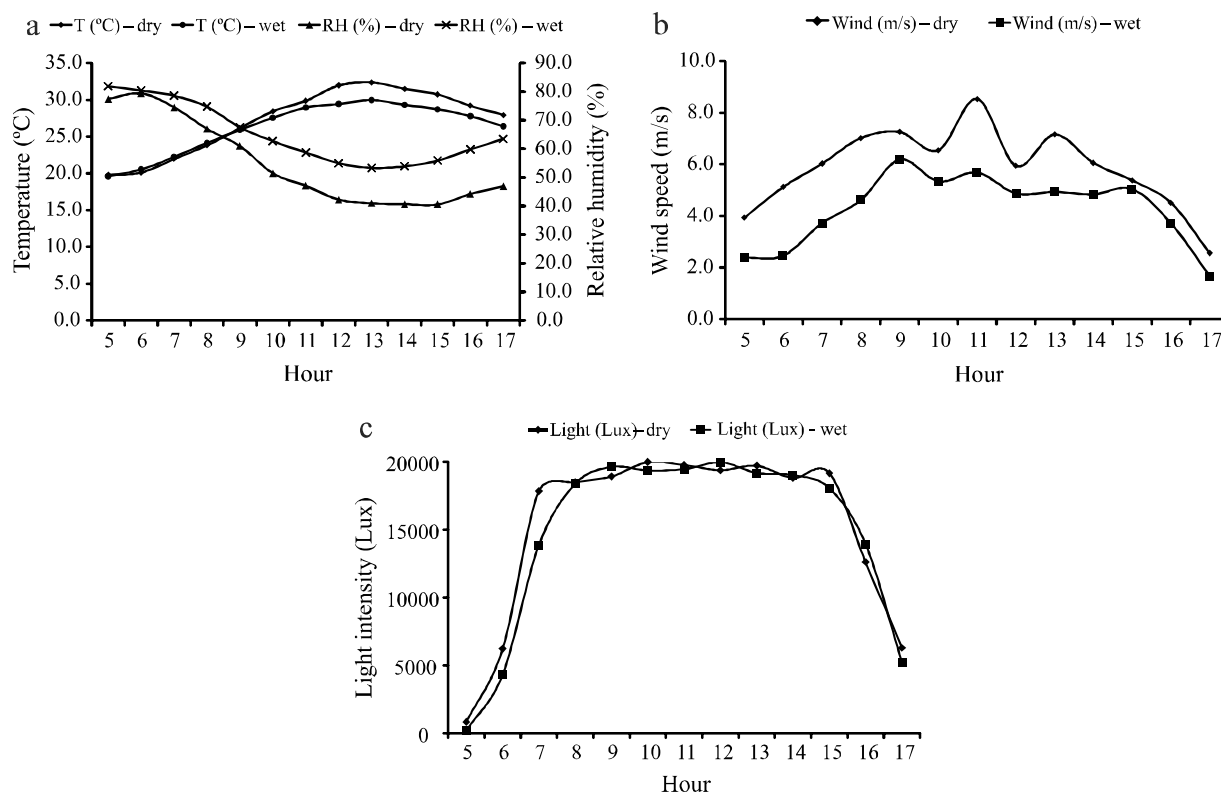 a
T (ºC) – dry T (ºC) – wet RH (%) – dry RH (%) – wet
35.0
30.0
25.0
20.0
15.0
10.0
5.0
0.0
Temperature (ºC)
90.0
80.0
70.0
60.0
50.0
40.0
30.0
20.0
10.0
0.0
Relative humidity (%)
5 6 7 8 9 10 11 12 13 14 15 16 17
Hour
b
Wind (m/s) – dry Wind (m/s) – wet
10.0
8.0
6.0
4.0
2.0
0.0
Wind speed (m/s)
5 6 7 8 9 10 11 12 13 14 15 16 17
Hour
c
Light (Lux) – dry Light (Lux) - wet
20000
15000
10000
5000
0
Light intensity (Lux)
5 6 7 8 9 10 11 12 13 14 15 16 17
Hour